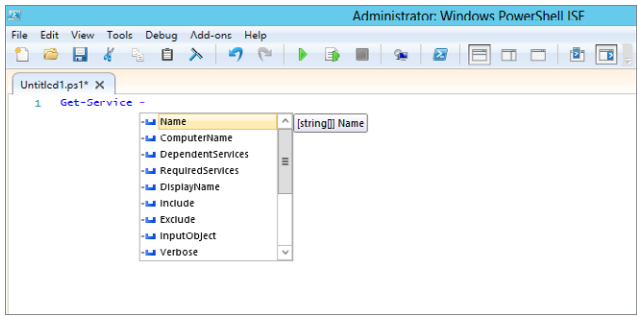 Administrator: Windows PowerShell ISE
File Edit View Tools Debug Add-ons Help
Untitled1.ps1* X
1 Get-Service -
Name
[string[]] Name
ComputerName
DependentServices
RequiredServices
DisplayName
Include
Exclude
InputObject
Verbose